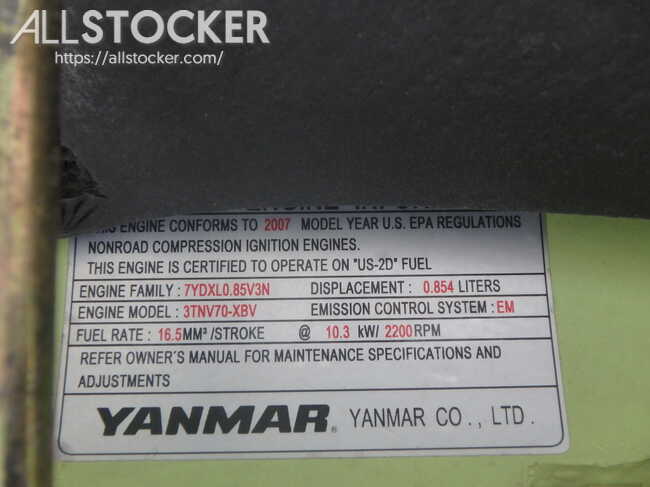 ALLSTOCKER
https://allstocker.com/
THIS ENGINE CONFORMS TO 2007 MODEL YEAR U.S. EPA REGULATIONS
NONROAD COMPRESSION IGNITION ENGINES.
THIS ENGINE IS CERTIFIED TO OPERATE ON "US-2D" FUEL
ENGINE FAMILY : 7YDXL0.85V3N DISPLACEMENT : 0.854 LITERS
ENGINE MODEL : 3TNV70-XBV EMISSION CONTROL SYSTEM : EM
FUEL RATE : 16.5MM³ /STROKE @ 10.3 kW/ 2200RPM
REFER OWNER'S MANUAL FOR MAINTENANCE SPECIFICATIONS AND
ADJUSTMENTS
YANMAR® YANMAR CO., LTD.